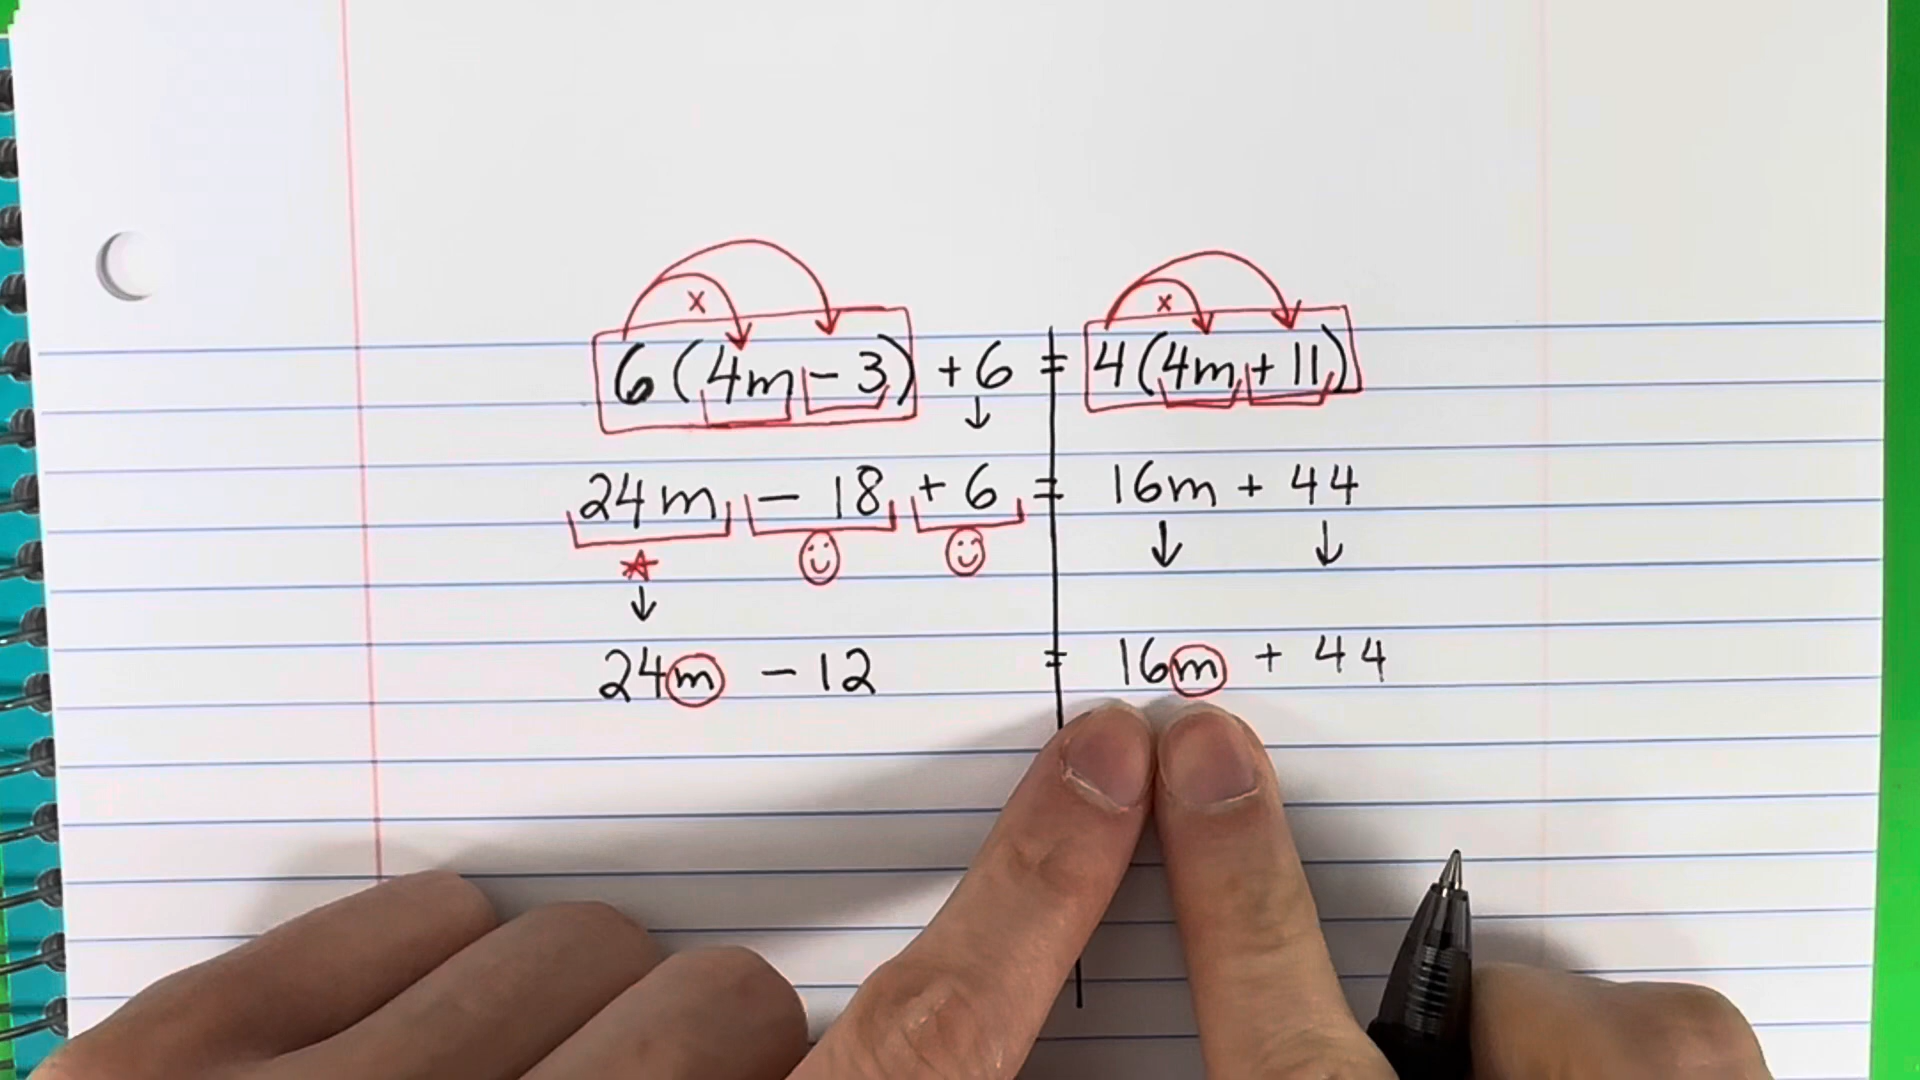 x x
6(4m - 3) + 6 = 4(4m + 11)
24m - 18 + 6 = 16m + 44
24m - 12 = 16m + 44